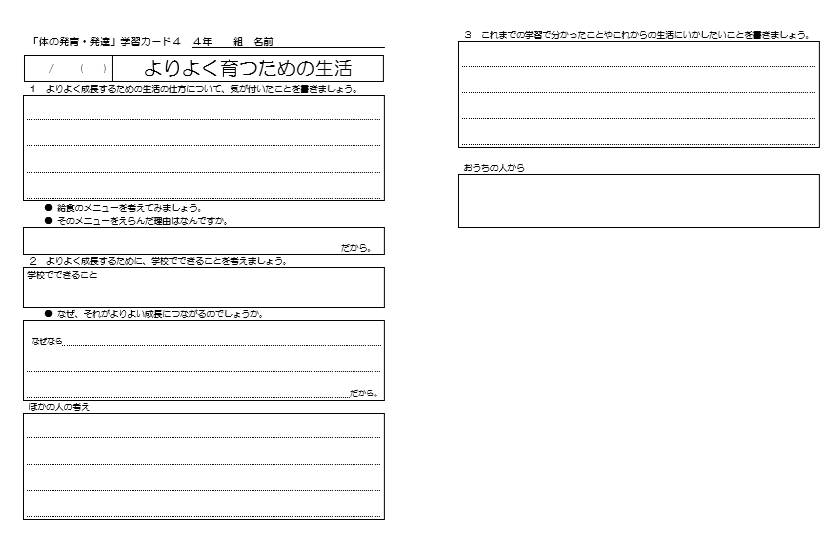 「体の発育・発達」学習カード４　４年　　組　名前
／　　（　　）　よりよく育つための生活
１　よりよく成長するための生活の仕方について、気が付いたことを書きましょう。
● 給食のメニューを考えてみましょう。
● そのメニューをえらんだ理由はなんですか。
だから。
２　よりよく成長するために、学校でできることを考えましょう。
学校でできること
● なぜ、それがよりよい成長につながるのでしょうか。
なぜなら
だから。
ほかの人の考え
３　これまでの学習で分かったことやこれからの生活にいかしたいことを書きましょう。
おうちの人から